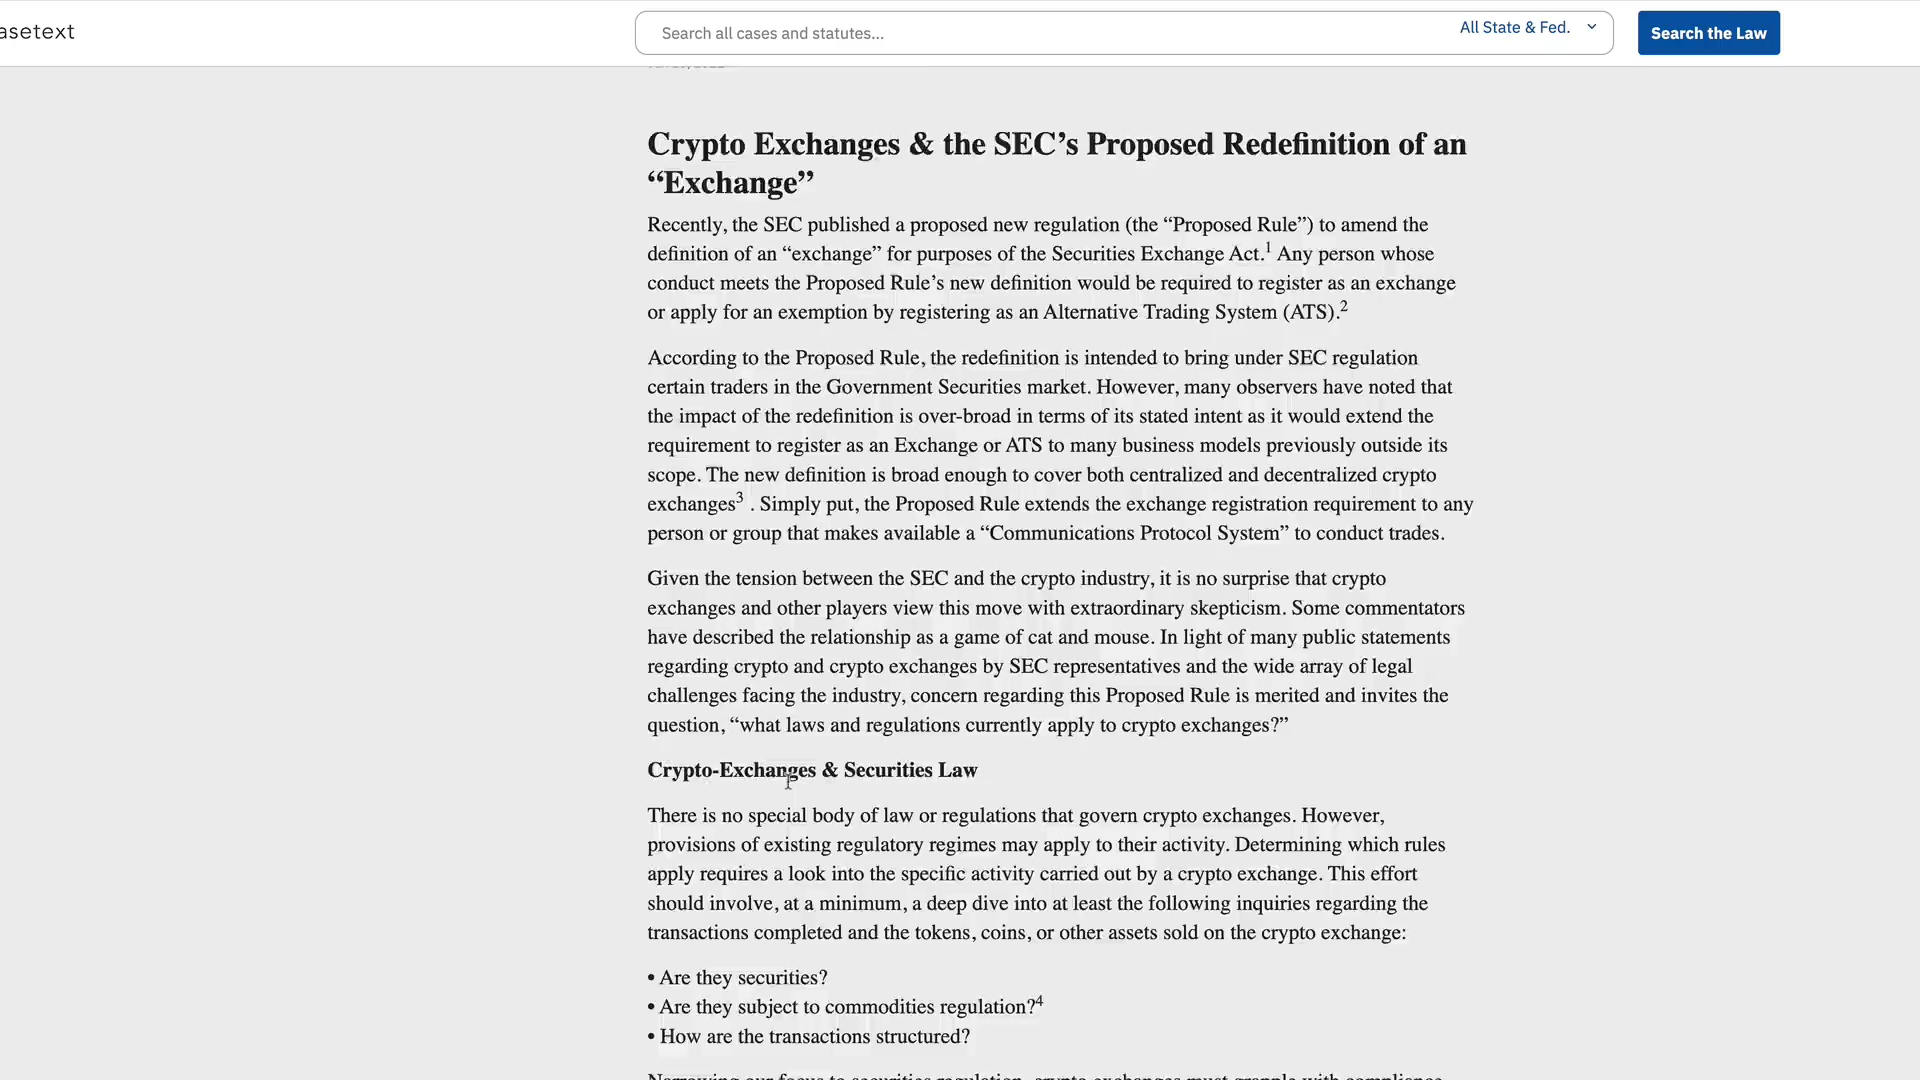 asetext
Search all cases and statutes...
All State & Fed.
Search the Law
Crypto Exchanges & the SEC’s Proposed Redefinition of an
“Exchange”
Recently, the SEC published a proposed new regulation (the “Proposed Rule”) to amend the
definition of an “exchange” for purposes of the Securities Exchange Act.1 Any person whose
conduct meets the Proposed Rule’s new definition would be required to register as an exchange
or apply for an exemption by registering as an Alternative Trading System (ATS).2
According to the Proposed Rule, the redefinition is intended to bring under SEC regulation
certain traders in the Government Securities market. However, many observers have noted that
the impact of the redefinition is over-broad in terms of its stated intent as it would extend the
requirement to register as an Exchange or ATS to many business models previously outside its
scope. The new definition is broad enough to cover both centralized and decentralized crypto
exchanges3 . Simply put, the Proposed Rule extends the exchange registration requirement to any
person or group that makes available a “Communications Protocol System” to conduct trades.
Given the tension between the SEC and the crypto industry, it is no surprise that crypto
exchanges and other players view this move with extraordinary skepticism. Some commentators
have described the relationship as a game of cat and mouse. In light of many public statements
regarding crypto and crypto exchanges by SEC representatives and the wide array of legal
challenges facing the industry, concern regarding this Proposed Rule is merited and invites the
question, “what laws and regulations currently apply to crypto exchanges?”
Crypto-Exchanges & Securities Law
There is no special body of law or regulations that govern crypto exchanges. However,
provisions of existing regulatory regimes may apply to their activity. Determining which rules
apply requires a look into the specific activity carried out by a crypto exchange. This effort
should involve, at a minimum, a deep dive into at least the following inquiries regarding the
transactions completed and the tokens, coins, or other assets sold on the crypto exchange:
• Are they securities?
• Are they subject to commodities regulation?4
• How are the transactions structured?
Narrowing our focus to securities regulation, crypto exchanges must grapple with compliance